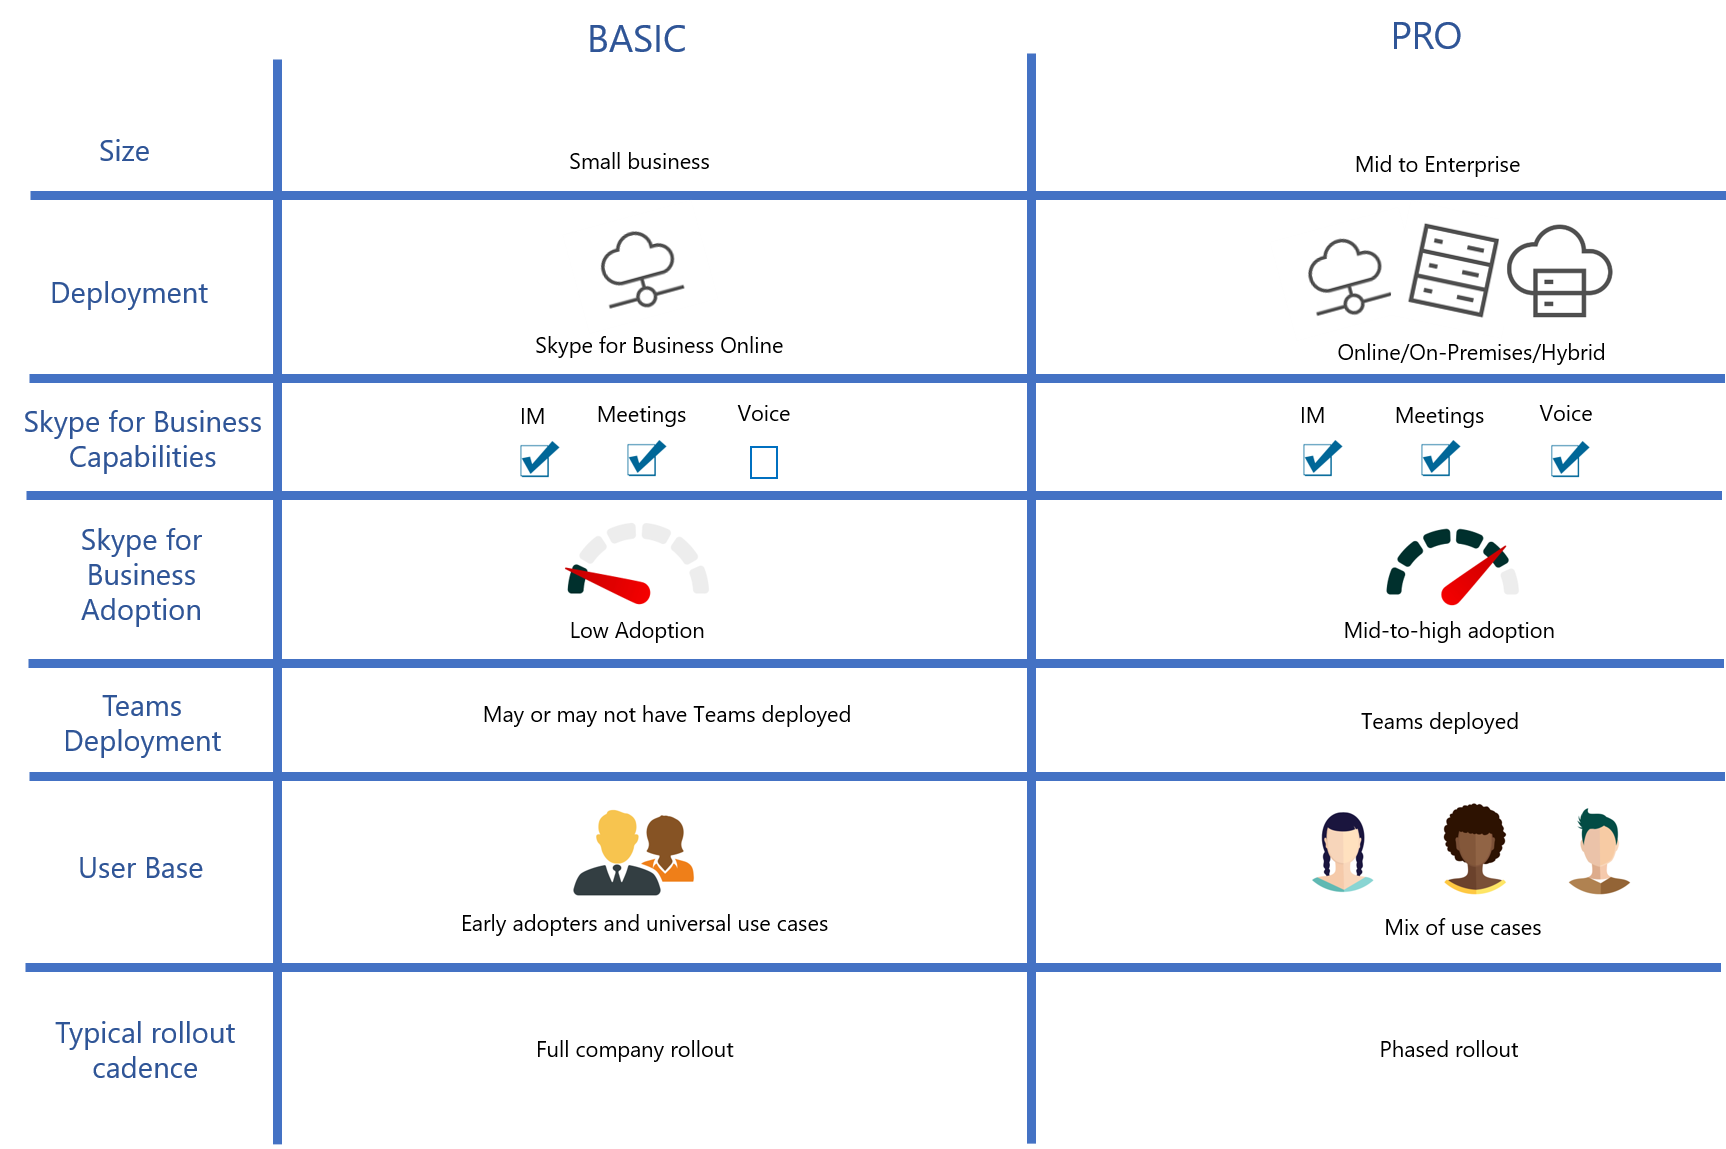 BASIC
PRO
Size
Small business
Mid to Enterprise
Deployment
Skype for Business Online
Online/On-Premises/Hybrid
Skype for Business
Capabilities
IM
Meetings
Voice
IM
Meetings
Voice
Skype for
Business
Adoption
Low Adoption
Mid-to-high adoption
Teams
Deployment
May or may not have Teams deployed
Teams deployed
User Base
Early adopters and universal use cases
Mix of use cases
Typical rollout
cadence
Full company rollout
Phased rollout